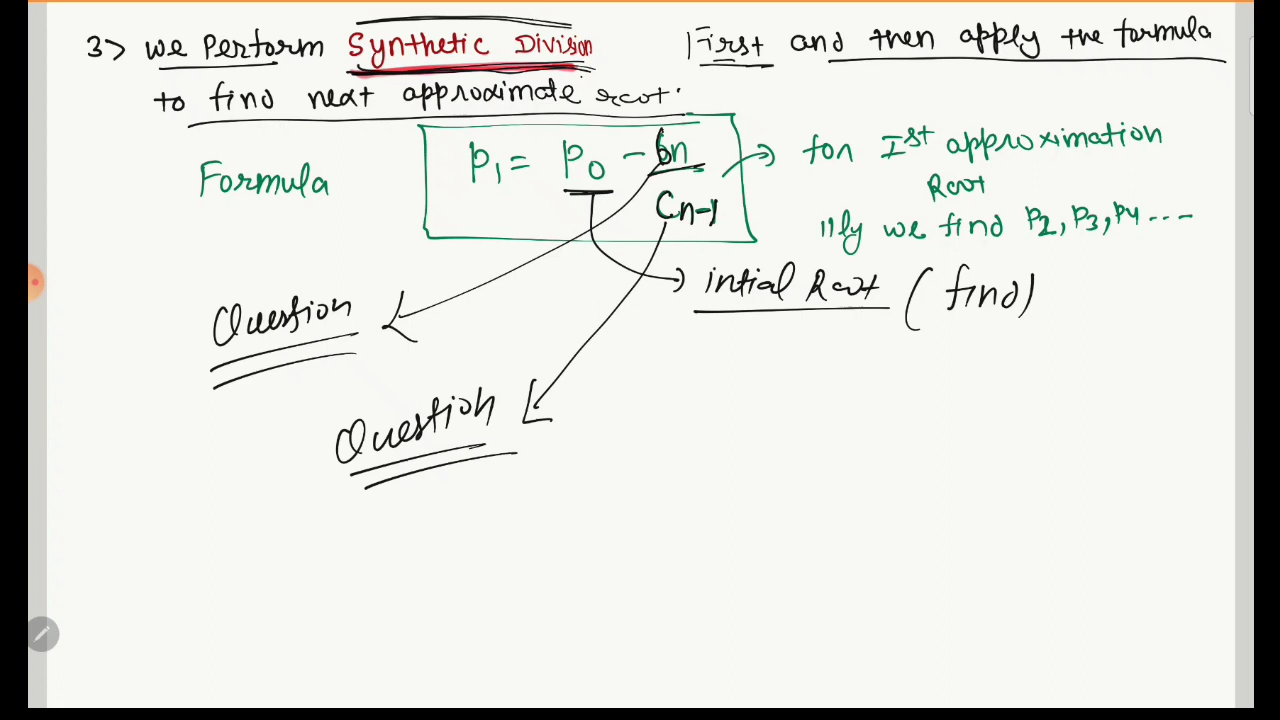 3> we perform Synthetic Division First and then apply the formula
to find next approximate root.
Formula p₁ = p₀ - bn / Cn-1 → for Ist approximation
Root
llly we find p2, p3, p4 ....
→ intial Root (find)
Question
Question